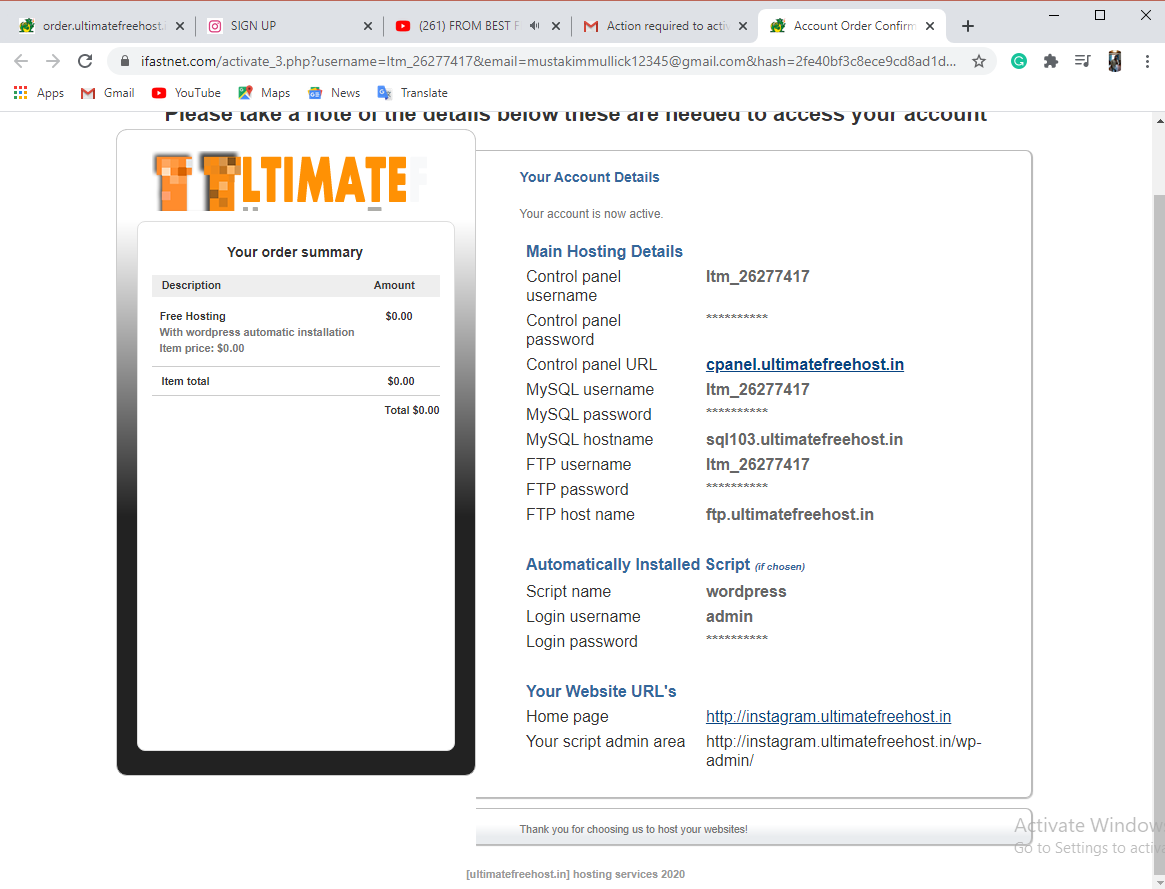 order.ultimatefreehost.i
SIGN UP
(261) FROM BEST F
Action required to activ
Account Order Confirm
ifastnet.com/activate_3.php?username=ltm_26277417&email=mustakimmullick12345@gmail.com&hash=2fe40bf3c8ece9cd8ad1d...
Apps
Gmail
YouTube
Maps
News
Translate
Please take a note of the details below these are needed to access your account
ULTIMATE
Your order summary
Description Amount
Free Hosting $0.00
With wordpress automatic installation
Item price: $0.00
Item total $0.00
Total $0.00
Your Account Details
Your account is now active.
Main Hosting Details
Control panel username ltm_26277417
Control panel password **********
Control panel URL cpanel.ultimatefreehost.in
MySQL username ltm_26277417
MySQL password **********
MySQL hostname sql103.ultimatefreehost.in
FTP username ltm_26277417
FTP password **********
FTP host name ftp.ultimatefreehost.in
Automatically Installed Script (if chosen)
Script name wordpress
Login username admin
Login password **********
Your Website URL's
Home page http://instagram.ultimatefreehost.in
Your script admin area http://instagram.ultimatefreehost.in/wp-
admin/
Thank you for choosing us to host your websites!
[ultimatefreehost.in] hosting services 2020
Activate Windows
Go to Settings to activa